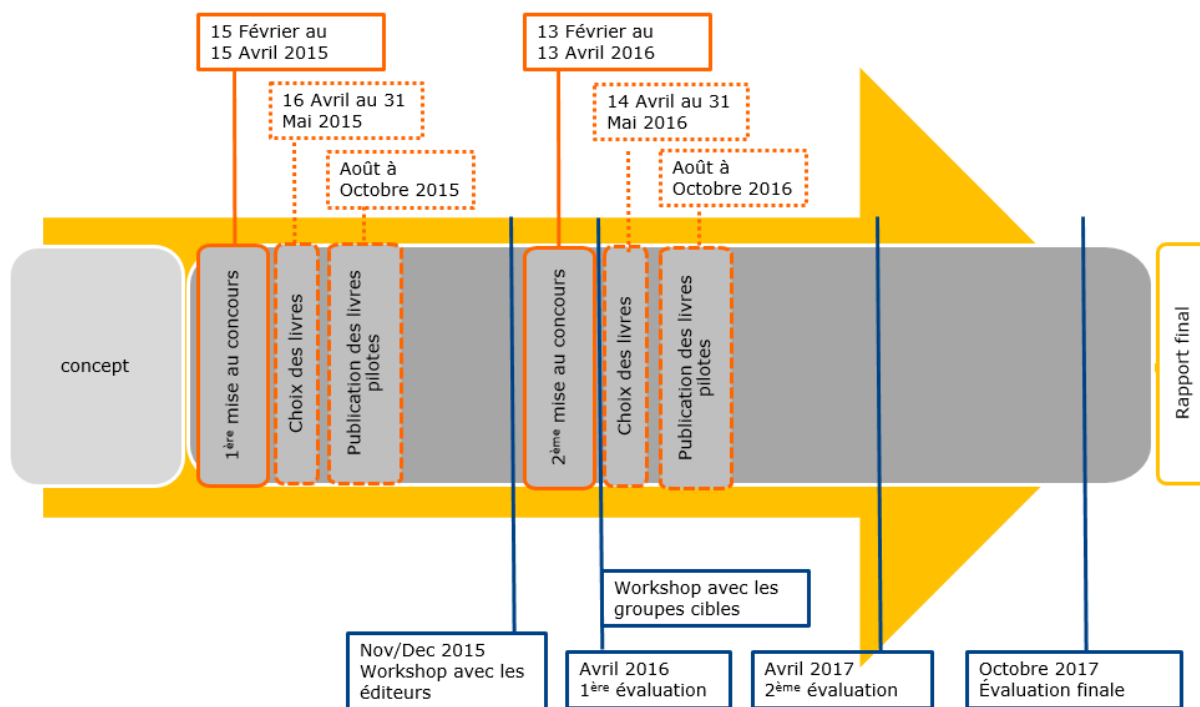 15 Février au
15 Avril 2015
13 Février au
13 Avril 2016
16 Avril au 31
Mai 2015
14 Avril au 31
Mai 2016
Août à
Octobre 2015
Août à
Octobre 2016
concept
1ère mise au concours
Choix des livres
Publication des livres
pilotes
2ème mise au concours
Choix des livres
Publication des livres
pilotes
Rapport final
Workshop avec les
groupes cibles
Nov/Dec 2015
Workshop avec les
éditeurs
Avril 2016
1ère évaluation
Avril 2017
2ème évaluation
Octobre 2017
Évaluation finale